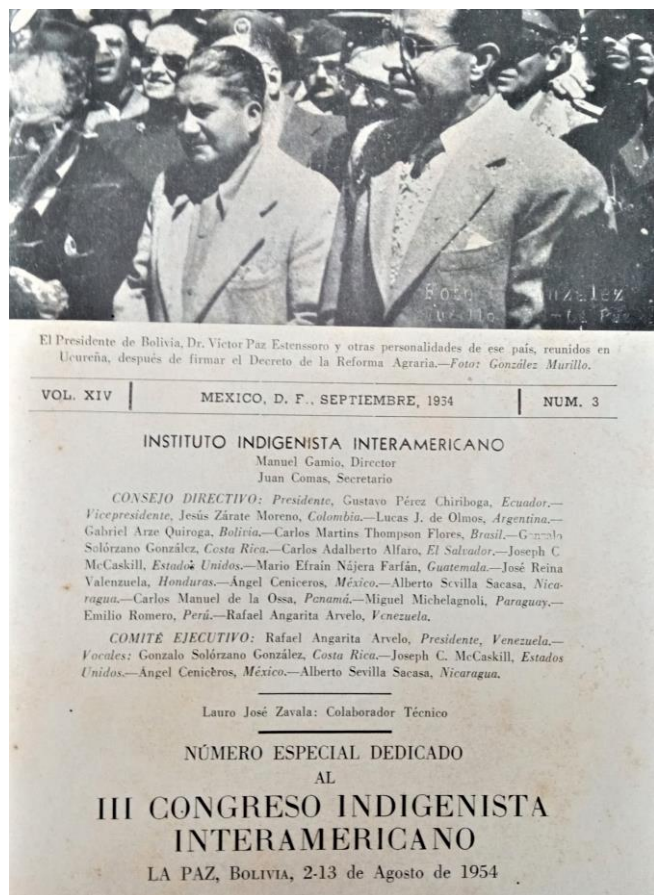 Foto nzalez
La Paz
El Presidente de Bolivia, Dr. Víctor Paz Estenssoro y otras personalidades de ese país, reunidos en
Ucureña, después de firmar el Decreto de la Reforma Agraria.—Foto: González Murillo.
VOL. XIV MEXICO, D. F., SEPTIEMBRE, 1954 NUM. 3
INSTITUTO INDIGENISTA INTERAMERICANO
Manuel Gamio, Director
Juan Comas, Secretario
CONSEJO DIRECTIVO: Presidente, Gustavo Pérez Chiriboga, Ecuador.—
Vicepresidente, Jesús Zárate Moreno, Colombia.—Lucas J. de Olmos, Argentina.—
Gabriel Arze Quiroga, Bolivia.—Carlos Martins Thompson Flores, Brasil.—Gonzalo
Solórzano González, Costa Rica.—Carlos Adalberto Alfaro, El Salvador.—Joseph C
McCaskill, Estados Unidos.—Mario Efraín Nájera Farfán, Guatemala.—José Reina
Valenzuela, Honduras.—Ángel Ceniceros, México.—Alberto Sevilla Sacasa, Nica-
ragua.—Carlos Manuel de la Ossa, Panamá.—Miguel Michelagnoli, Paraguay.—
Emilio Romero, Perú.—Rafael Angarita Arvelo, Venezuela.
COMITÉ EJECUTIVO: Rafael Angarita Arvelo, Presidente, Venezuela.—
Vocales: Gonzalo Solórzano González, Costa Rica.—Joseph C. McCaskill, Estados
Unidos.—Ángel Ceniceros, México.—Alberto Sevilla Sacasa, Nicaragua.
Lauro José Zavala: Colaborador Técnico
NÚMERO ESPECIAL DEDICADO
AL
III CONGRESO INDIGENISTA
INTERAMERICANO
LA PAZ, BOLIVIA, 2-13 de Agosto de 1954